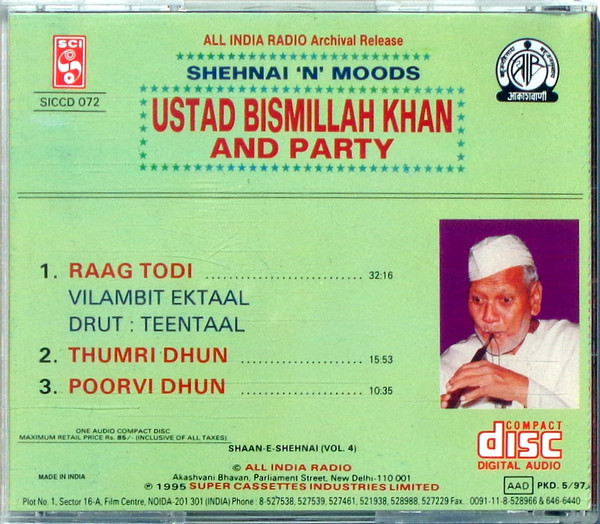 SCI
SICCD 072
ALL INDIA RADIO Archival Release
SHEHNAI 'N' MOODS
USTAD BISMILLAH KHAN
AND PARTY
आकाशवाणी
1. RAAG TODI ........................ 32:16
VILAMBIT EKTAAL
DRUT : TEENTAAL
2. THUMRI DHUN .................... 15:53
3. POORVI DHUN .................... 10:35
ONE AUDIO COMPACT DISC
MAXIMUM RETAIL PRICE Rs. 85/- (INCLUSIVE OF ALL TAXES)
SHAAN-E-SHEHNAI (VOL. 4)
COMPACT
disc
DIGITAL AUDIO
MADE IN INDIA
© ALL INDIA RADIO
Akashvani Bhavan, Parliament Street, New Delhi-110 001
℗ 1995 SUPER CASSETTES INDUSTRIES LIMITED.
AAD PKD. 5/97
Plot No. 1, Sector 16-A, Film Centre, NOIDA-201 301 (INDIA) Phone : 8-527538, 527539, 527461, 521938, 528988, 527229 Fax.: 0091-11-8-528966 & 646-6440